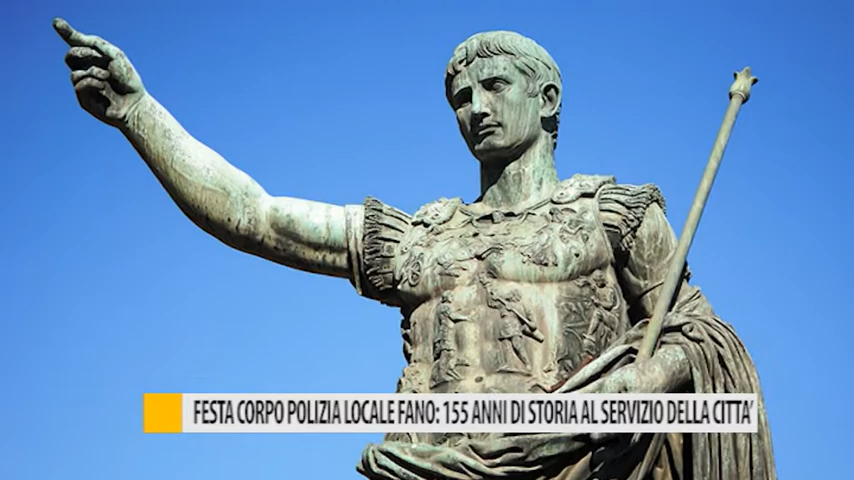 FESTA CORPO POLIZIA LOCALE FANO: 155 ANNI DI STORIA AL SERVIZIO DELLA CITTA'